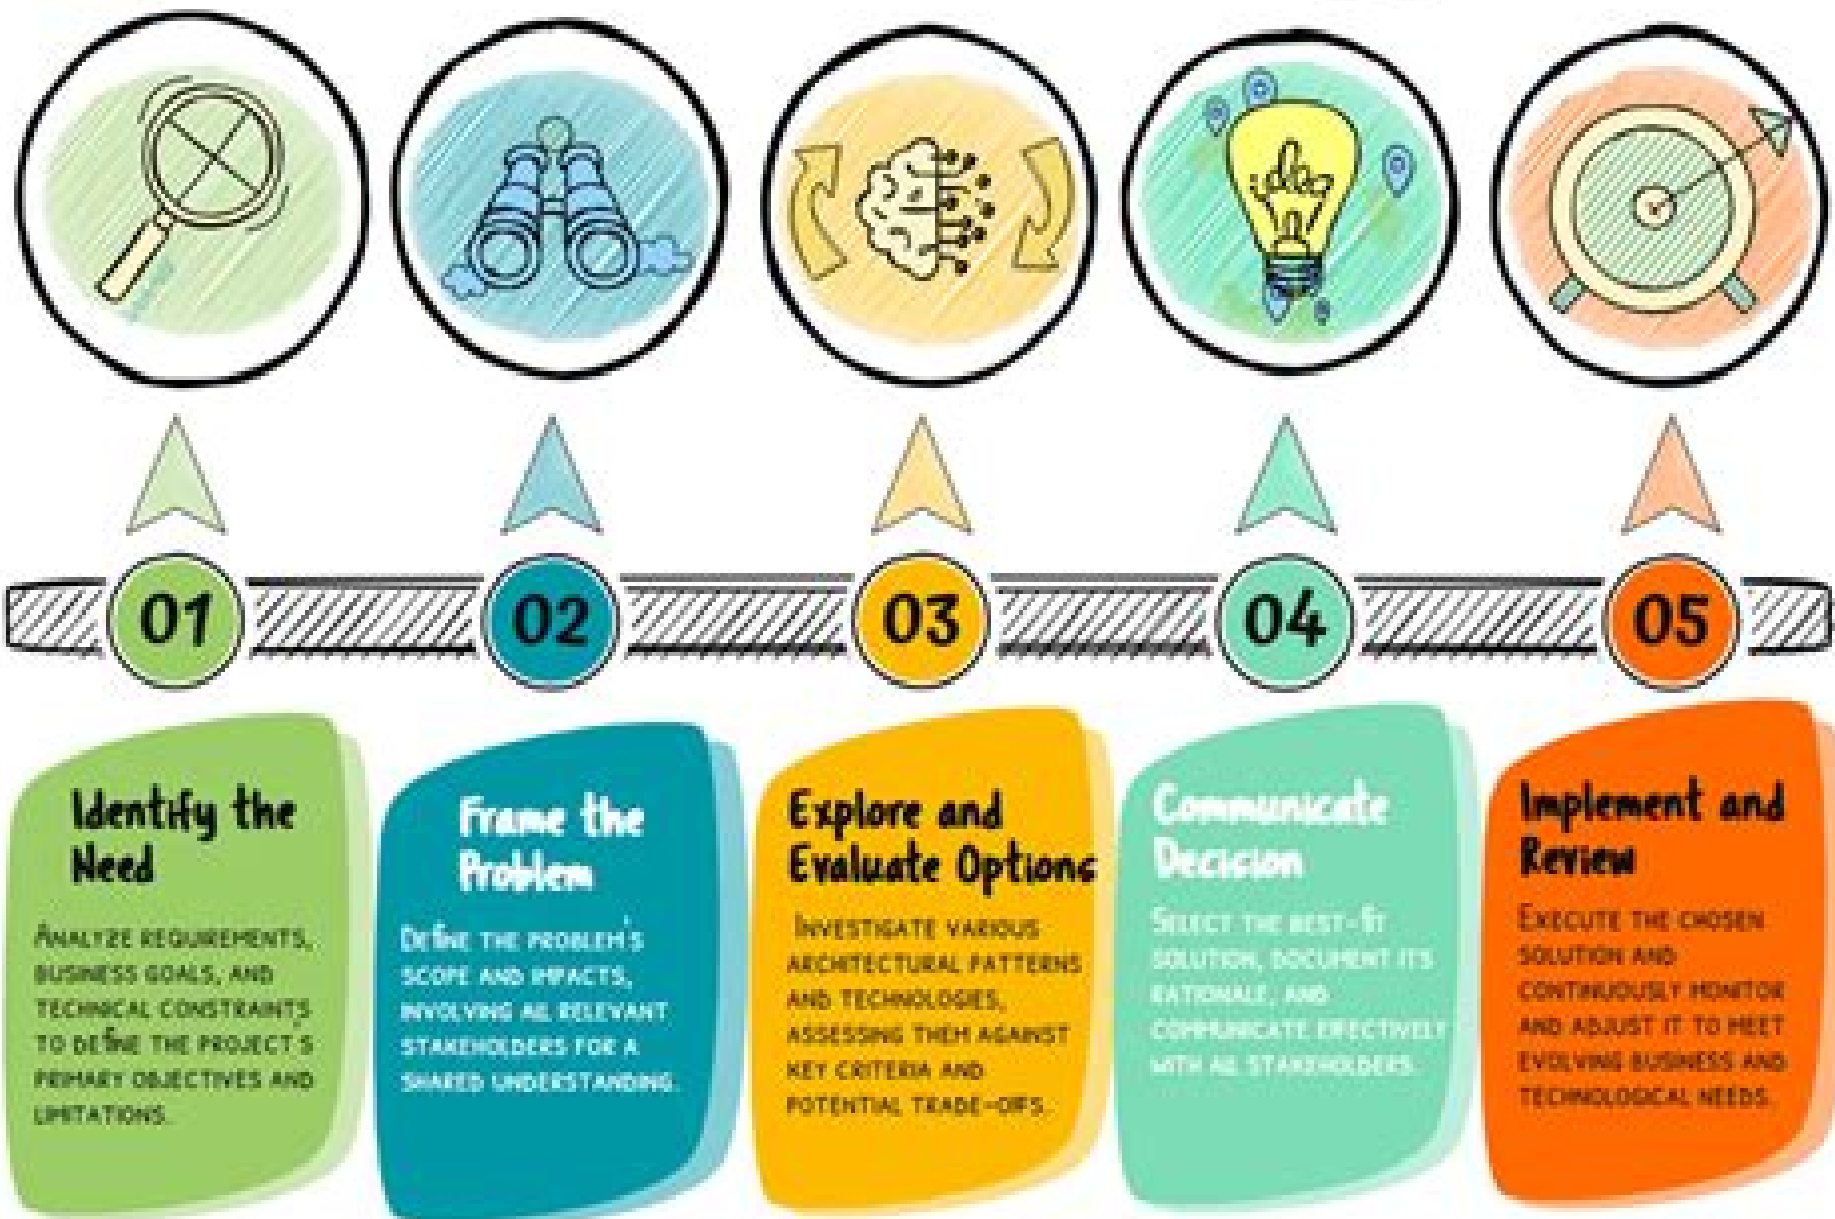 idea
01
02
03
04
05
Identify the
Need
Analyze requirements,
business goals, and
technical constraints
to define the project's
primary objectives and
limitations.
Frame the
Problem
Define the problem's
scope and impacts,
involving all relevant
stakeholders for a
shared understanding.
Explore and
Evaluate Options
Investigate various
architectural patterns
and technologies,
assessing them against
key criteria and
potential trade-offs.
Communicate
Decision
Select the best-fit
solution, document its
rationale, and
communicate effectively
with all stakeholders.
Implement and
Review
Execute the chosen
solution and
continuously monitor
and adjust it to meet
evolving business and
technological needs.